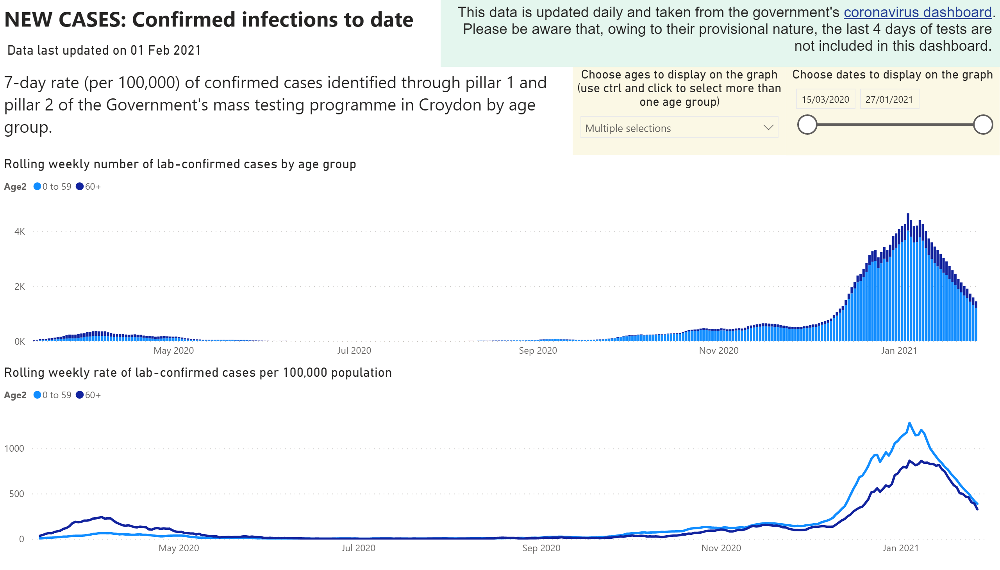 NEW CASES: Confirmed infections to date
This data is updated daily and taken from the government's coronavirus dashboard.
Please be aware that, owing to their provisional nature, the last 4 days of tests are
not included in this dashboard.
Data last updated on 01 Feb 2021
7-day rate (per 100,000) of confirmed cases identified through pillar 1 and
pillar 2 of the Government's mass testing programme in Croydon by age
group.
Choose ages to display on the graph
(use ctrl and click to select more than
one age group)
Multiple selections
Choose dates to display on the graph
15/03/2020 27/01/2021
Rolling weekly number of lab-confirmed cases by age group
Age2 0 to 59 60+
4K
2K
0K
May 2020 Jul 2020 Sep 2020 Nov 2020 Jan 2021
Rolling weekly rate of lab-confirmed cases per 100,000 population
Age2 0 to 59 60+
1000
500
0
May 2020 Jul 2020 Sep 2020 Nov 2020 Jan 2021